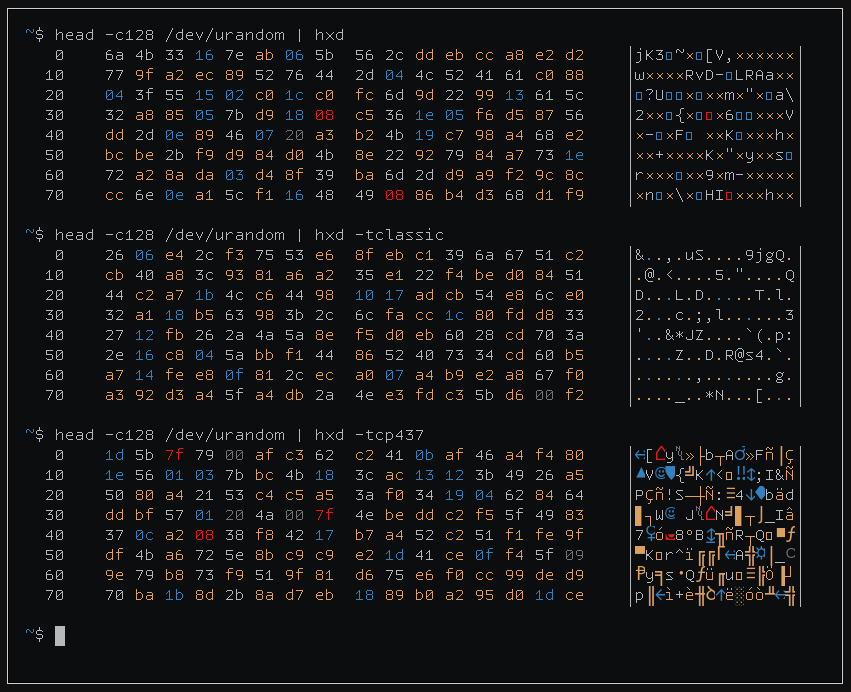 ~$ head -c128 /dev/urandom | hxd
0 6a 4b 33 16 7e ab 06 5b 56 2c dd eb cc a8 e2 d2 |jK3▯~×▯[V,××××××|
10 77 9f a2 ec 89 52 76 44 2d 04 4c 52 41 61 c0 88 |w××××RvD-▯LRAa××|
20 04 3f 55 15 02 c0 1c c0 fc 6d 9d 22 99 13 61 5c |▯?U▯▯×▯××m×"×▯a\|
30 32 a8 85 05 7b d9 18 08 c5 36 1e 05 f6 d5 87 56 |2××▯{×▯▯×6▯▯×××V|
40 dd 2d 0e 89 46 07 20 a3 b2 4b 19 c7 98 a4 68 e2 |×-▯×F▯ ××K▯×××h×|
50 bc be 2b f9 d9 84 d0 4b 8e 22 92 79 84 a7 73 1e |××+××××K×"×y××s▯|
60 72 a2 8a da 03 d4 8f 39 ba 6d 2d d9 a9 f2 9c 8c |r×××▯××9×m-×××××|
70 cc 6e 0e a1 5c f1 16 48 49 08 86 b4 d3 68 d1 f9 |×n▯×\×▯HI▯×××h××|
~$ head -c128 /dev/urandom | hxd -tclassic
0 26 06 e4 2c f3 75 53 e6 8f eb c1 39 6a 67 51 c2 |&..,.uS....9jgQ.|
10 cb 40 a8 3c 93 81 a6 a2 35 e1 22 f4 be d0 84 51 |.@.<....5."....Q|
20 44 c2 a7 1b 4c c6 44 98 10 17 ad cb 54 e8 6c e0 |D...L.D.....T.l.|
30 32 a1 18 b5 63 98 3b 2c 6c fa cc 1c 80 fd d8 33 |2...c.;,l......3|
40 27 12 fb 26 2a 4a 5a 8e f5 d0 eb 60 28 cd 70 3a |'..&*JZ....`(.p:|
50 2e 16 c8 04 5a bb f1 44 86 52 40 73 34 cd 60 b5 |....Z..D.R@s4.`.|
60 a7 14 fe e8 0f 81 2c ec a0 07 a4 b9 e2 a8 67 f0 |......,.......g.|
70 a3 92 d3 a4 5f a4 db 2a 4e e3 fd c3 5b d6 00 f2 |...._..*N...[...|
~$ head -c128 /dev/urandom | hxd -tcp437
0 1d 5b 7f 79 00 af c3 62 c2 41 0b af 46 a4 f4 80 |↔[⌂y␀»├b┬A♂»Fñ⌠Ç|
10 1e 56 01 03 7b bc 4b 18 3c ac 13 12 3b 49 26 a5 |▲V☺♥{╝K↑<¼‼↕;I&Ñ|
20 50 80 a4 21 53 c4 c5 a5 3a f0 34 19 04 62 84 64 |PÇñ!S─┼Ñ:≡4↓♦bäd|
30 dd bf 57 01 20 4a 00 7f 4e be dd c2 f5 5f 49 83 |▌┐W☺ J␀⌂N╛▌┬⌡_Iâ|
40 37 0c a2 08 38 f8 42 17 b7 a4 52 c2 51 f1 fe 9f |7♀ó◘8°B↨╖ñR┬Q±■ƒ|
50 df 4b a6 72 5e 8b c9 c9 e2 1d 41 ce 0f f4 5f 09 |▀Kªr^ï╔╔Γ↔A╬☼⌠_○|
60 9e 79 b8 73 f9 51 9f 81 d6 75 e6 f0 cc 99 de d9 |₧y╕s∙Qƒü╓uµ≡╠Ö▐┘|
70 70 ba 1b 8d 2b 8a d7 eb 18 89 b0 a2 95 d0 1d ce |p║←ì+è╫δ↑ë░óò╨↔╬|
~$